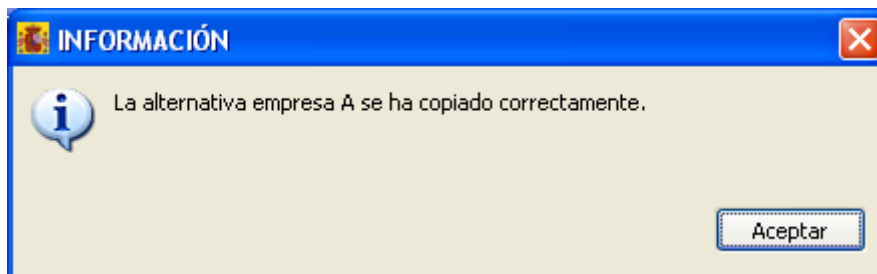 INFORMACIÓN
La alternativa empresa A se ha copiado correctamente.
Aceptar